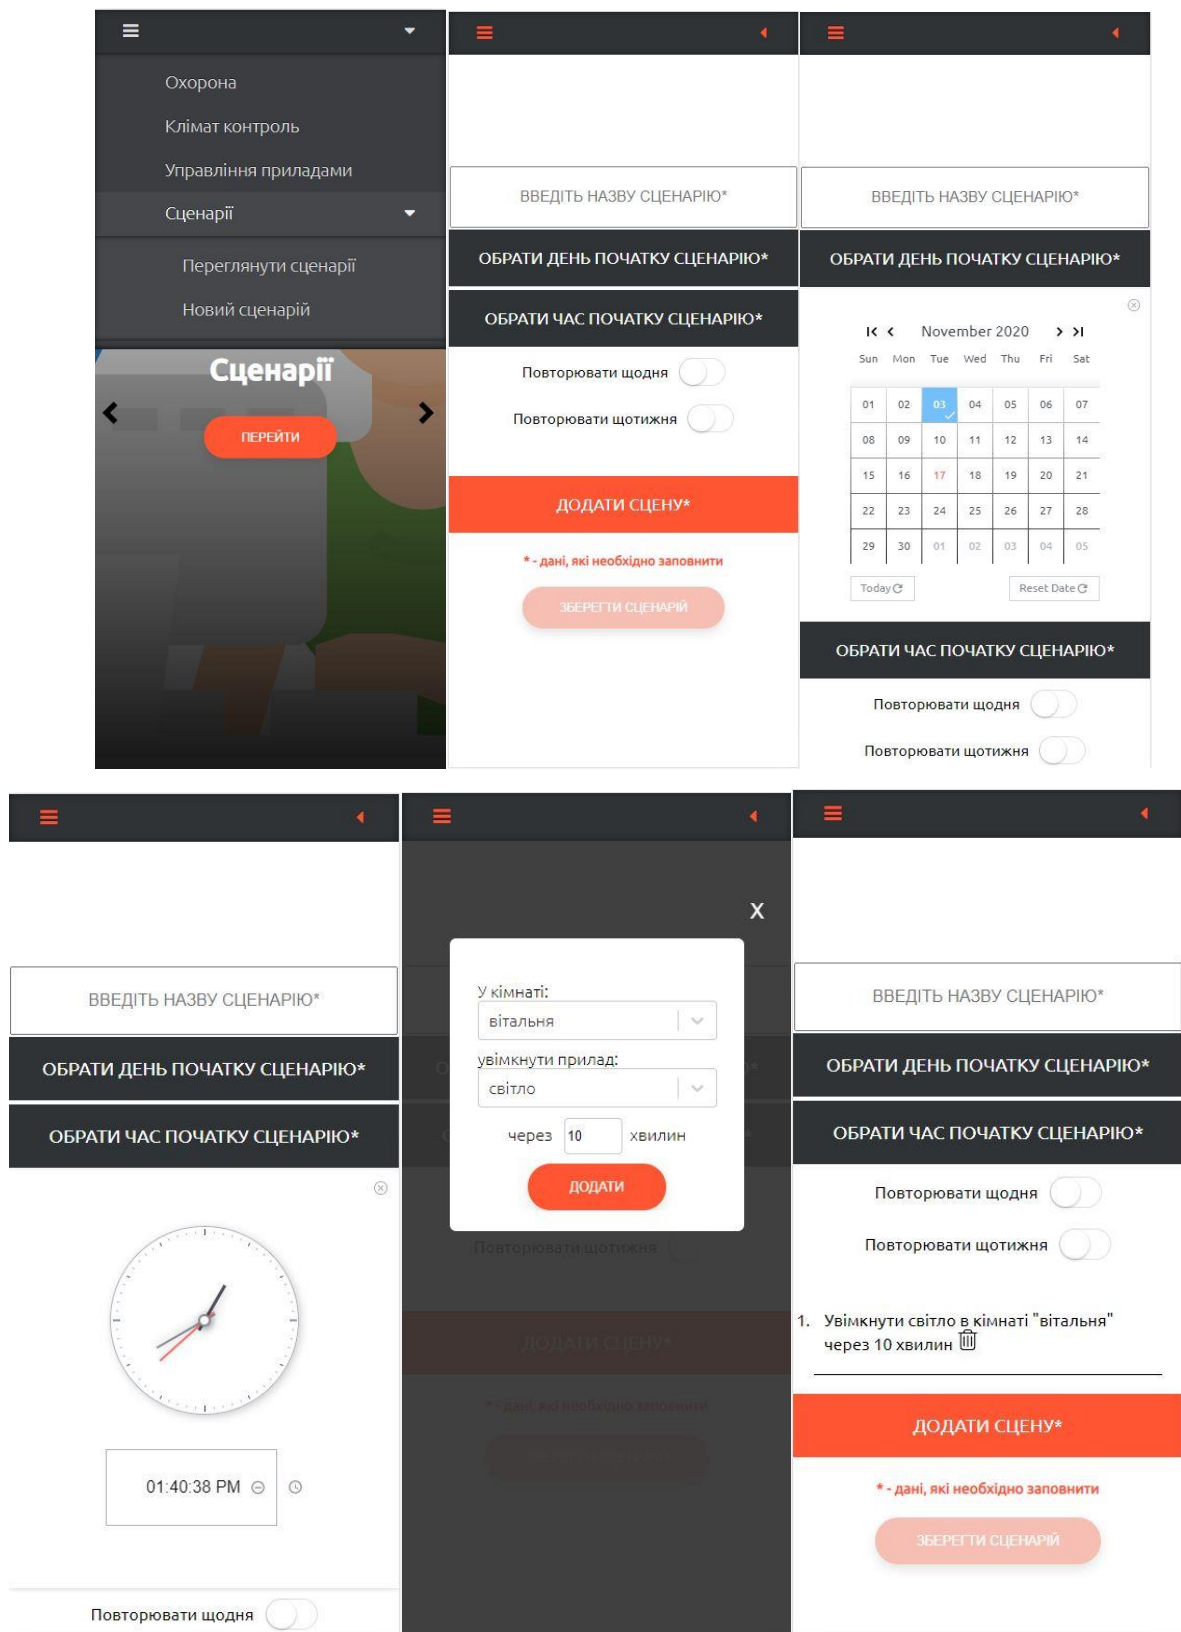 Охорона
Клімат контроль
Управління приладами
Сценарії
Переглянути сценарії
Новий сценарій
Сценарії
ПЕРЕЙТИ
ВВЕДІТЬ НАЗВУ СЦЕНАРІЮ*
ОБРАТИ ДЕНЬ ПОЧАТКУ СЦЕНАРІЮ*
ОБРАТИ ЧАС ПОЧАТКУ СЦЕНАРІЮ*
Повторювати щодня
Повторювати щотижня
ДОДАТИ СЦЕНУ*
* - дані, які необхідно заповнити
ЗБЕРЕГТИ СЦЕНАРІЙ
ВВЕДІТЬ НАЗВУ СЦЕНАРІЮ*
ОБРАТИ ДЕНЬ ПОЧАТКУ СЦЕНАРІЮ*
November 2020
Sun Mon Tue Wed Thu Fri Sat
01 02 03 04 05 06 07
08 09 10 11 12 13 14
15 16 17 18 19 20 21
22 23 24 25 26 27 28
29 30 01 02 03 04 05
Today Reset Date
ОБРАТИ ЧАС ПОЧАТКУ СЦЕНАРІЮ*
Повторювати щодня
Повторювати щотижня
ВВЕДІТЬ НАЗВУ СЦЕНАРІЮ*
ОБРАТИ ДЕНЬ ПОЧАТКУ СЦЕНАРІЮ*
ОБРАТИ ЧАС ПОЧАТКУ СЦЕНАРІЮ*
01:40:38 PM
Повторювати щодня
X
У кімнаті:
вітальня
увімкнути прилад:
світло
через 10 хвилин
ДОДАТИ
Повторювати щотижня
ДОДАТИ СЦЕНУ*
* - дані, які необхідно заповнити
ВВЕДІТЬ НАЗВУ СЦЕНАРІЮ*
ОБРАТИ ДЕНЬ ПОЧАТКУ СЦЕНАРІЮ*
ОБРАТИ ЧАС ПОЧАТКУ СЦЕНАРІЮ*
Повторювати щодня
Повторювати щотижня
1. Увімкнути світло в кімнаті "вітальня"
через 10 хвилин
ДОДАТИ СЦЕНУ*
* - дані, які необхідно заповнити
ЗБЕРЕГТИ СЦЕНАРІЙ